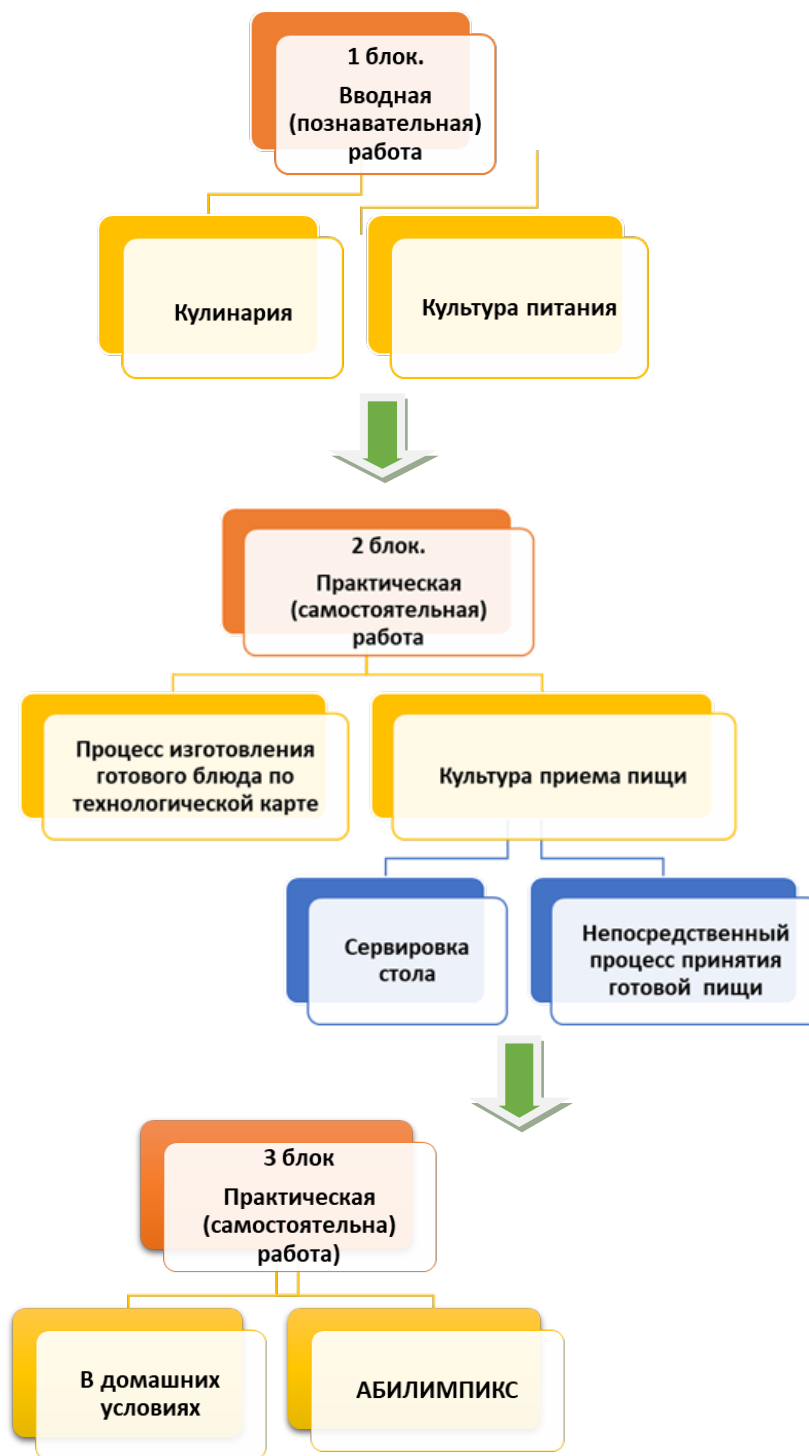 1 блок.
Вводная
(познавательная)
работа
Кулинария
Культура питания
2 блок.
Практическая
(самостоятельная)
работа
Процесс изготовления
готового блюда по
технологической карте
Культура приема пищи
Сервировка
стола
Непосредственный
процесс принятия
готовой пищи
3 блок
Практическая
(самостоятельна)
работа)
В домашних
условиях
АБИЛИМПИКС